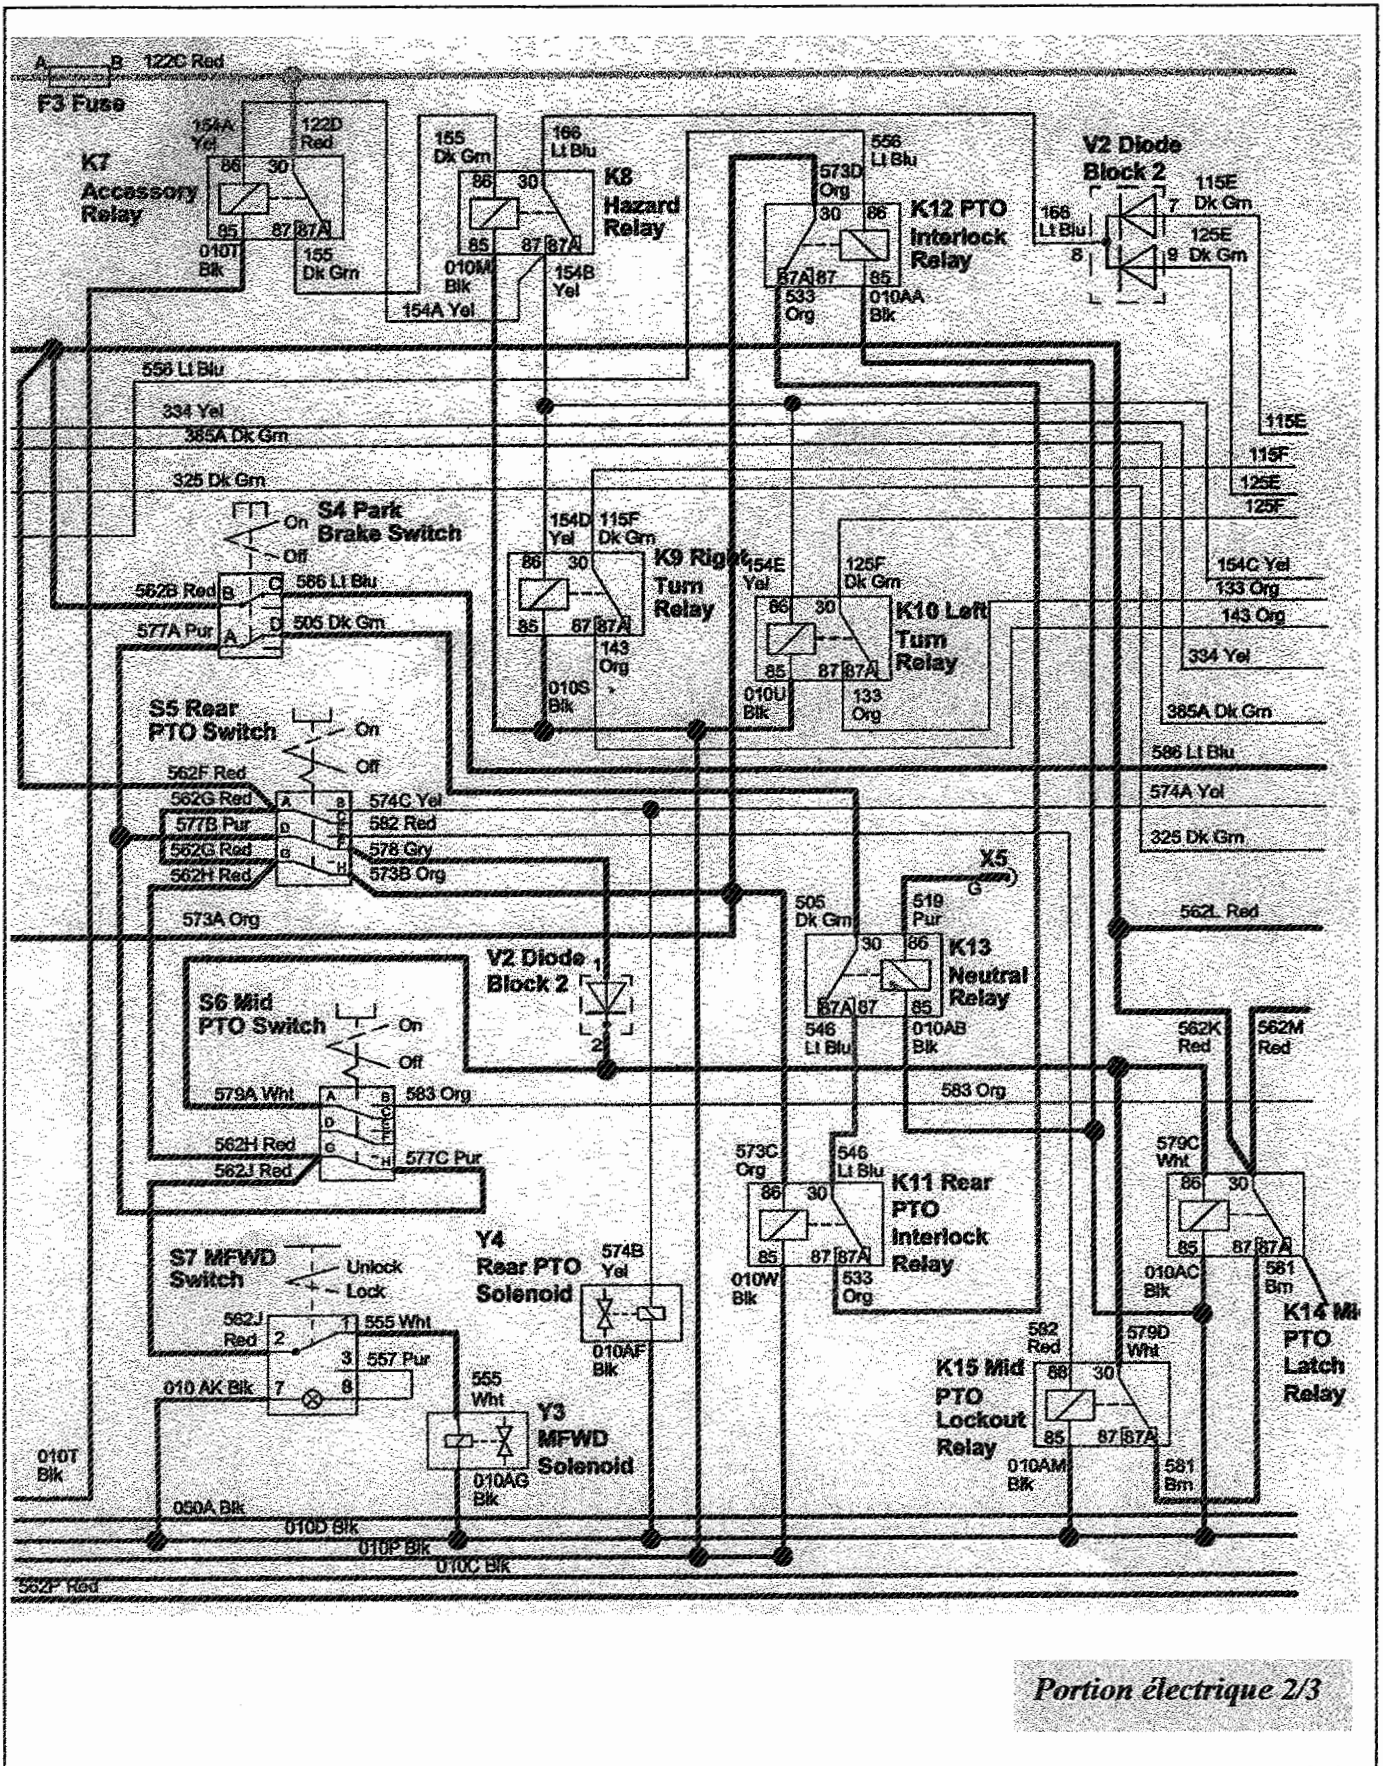 A B 122C Red
F3 Fuse
154A
Yel
122D
Red
K7
Accessory
Relay
86 30
85 87 87A
010T
Blk
155
Dk Grn
155
Dk Grn
166
Lt Blu
86 30
K8
Hazard
Relay
85 87 87A
010M
Blk
154B
Yel
154A Yel
556
Lt Blu
573D
Org
30 86
K12 PTO
Interlock
Relay
87A 87 85
533
Org
010AA
Blk
V2 Diode
Block 2
115E
Dk Grn
7
166
Lt Blu
8
125E
Dk Grn
9
556 Lt Blu
334 Yel
385A Dk Grn
325 Dk Grn
115E
115F
125E
125F
S4 Park
Brake Switch
On
Off
562B Red
B C
586 Lt Blu
577A Pur
A D
505 Dk Grn
154D
Yel
115F
Dk Grn
86 30
K9 Right
Turn
Relay
85 87 87A
143
Org
010S
Blk
154E
Yel
125F
Dk Grn
86 30
K10 Left
Turn
Relay
85 87 87A
010U
Blk
133
Org
154C Yel
133 Org
143 Org
334 Yel
385A Dk Grn
586 Lt Blu
574A Yel
325 Dk Grn
S5 Rear
PTO Switch
On
Off
562F Red
562G Red
A B
574C Yel
C
577B Pur
D
582 Red
E
F
562G Red
G
578 Gry
562H Red
H
573B Org
573A Org
X5
G
505
Dk Grn
519
Pur
30 86
K13
Neutral
Relay
87A 87 85
546
Lt Blu
010AB
Blk
562L Red
V2 Diode
Block 2
1
2
S6 Mid
PTO Switch
On
Off
579A Wht
A B
583 Org
C
D
562H Red
G
H
577C Pur
562J Red
583 Org
562K
Red
562M
Red
573C
Org
546
Lt Blu
86 30
K11 Rear
PTO
Interlock
Relay
85 87 87A
010W
Blk
533
Org
579C
Wht
86 30
85 87 87A
010AC
Blk
581
Brn
PTO
Latch
Relay
S7 MFWD
Switch
Unlock
Lock
562J
Red
2
1
555 Wht
3
557 Pur
010 AK Blk
7 8
Y4
Rear PTO
Solenoid
574B
Yel
010AF
Blk
555
Wht
Y3
MFWD
Solenoid
010AG
Blk
582
Red
579D
Wht
86 30
K15 Mid
PTO
Lockout
Relay
85 87 87A
010AM
Blk
581
Brn
010T
Blk
050A Blk
010D Blk
010P Blk
010C Blk
562P Red
Portion électrique 2/3